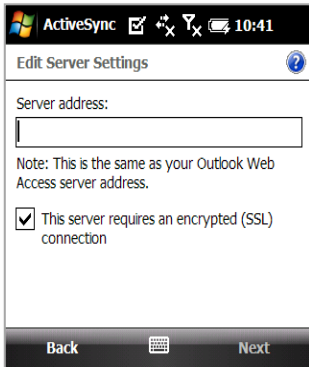 ActiveSync 10:41
Edit Server Settings ?
Server address:
Note: This is the same as your Outlook Web
Access server address.
This server requires an encrypted (SSL)
connection
Back Next